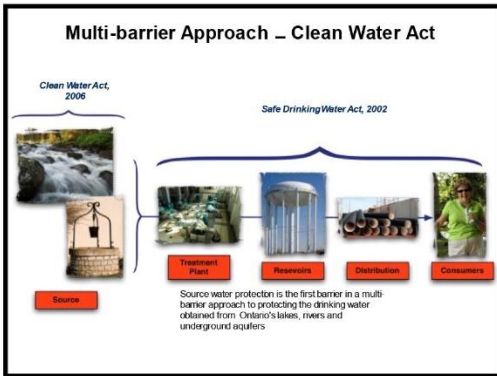 Multi-barrier Approach – Clean Water Act
Clean Water Act,
2006
Safe Drinking Water Act, 2002
Treatment
Plant
Resevoirs
Distribution
Consumers
Source
Source water protection is the first barrier in a multi-
barrier approach to protecting the drinking water
obtained from Ontario's lakes, rivers and
underground aquifers